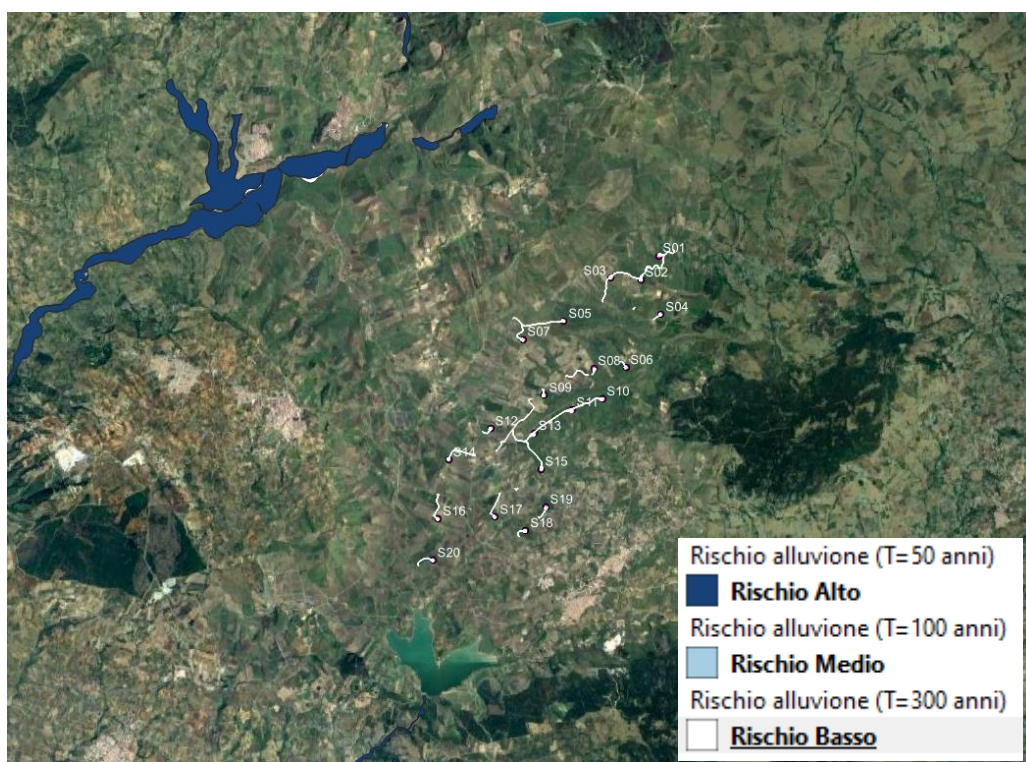 S01
S03
S02
S04
S05
S07
S08
S06
S09
S10
S11
S12
S13
S14
S15
S19
S16
S17
S18
S20
Rischio alluvione (T=50 anni)
Rischio Alto
Rischio alluvione (T=100 anni)
Rischio Medio
Rischio alluvione (T=300 anni)
Rischio Basso